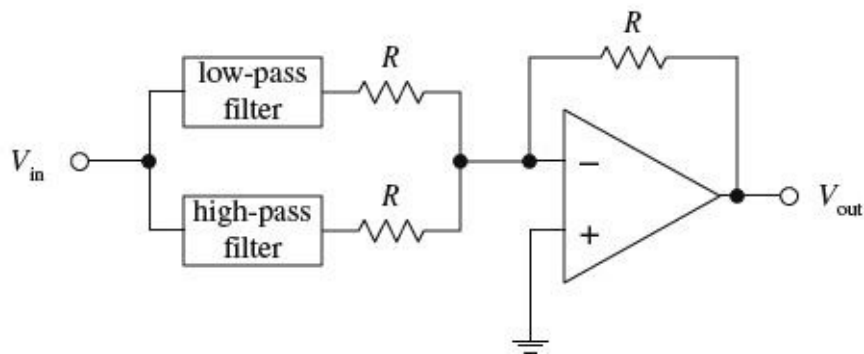 R
low-pass
filter
R
V_in
−
high-pass
filter
R
+
V_out